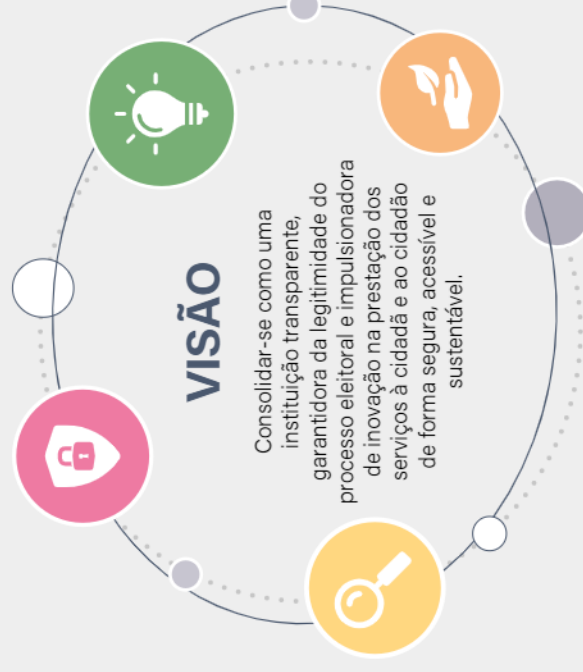 VISÃO
Consolidar-se como uma
instituição transparente,
garantidora da legitimidade do
processo eleitoral e impulsionadora
de inovação na prestação dos
serviços à cidadã e ao cidadão
de forma segura, acessível e
sustentável.